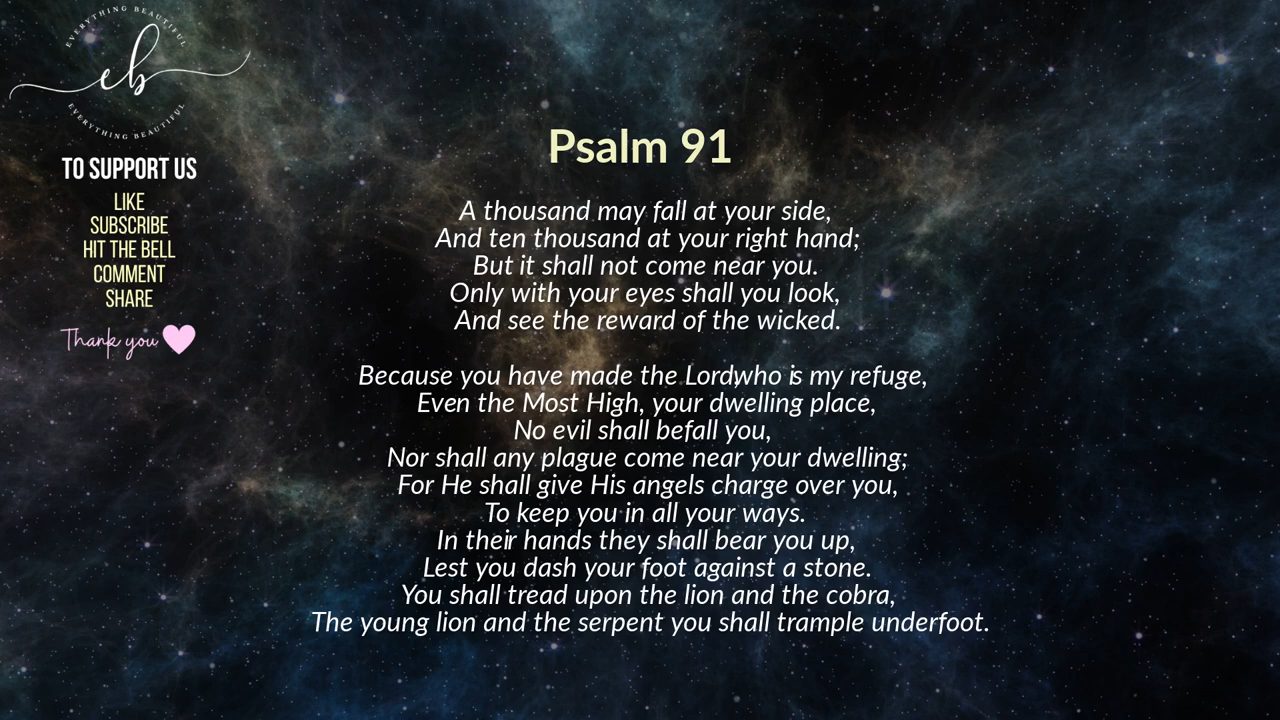 EVERYTHING BEAUTIFUL
eb
EVERYTHING BEAUTIFUL
TO SUPPORT US
LIKE
SUBSCRIBE
HIT THE BELL
COMMENT
SHARE
Thank you
Psalm 91
A thousand may fall at your side,
And ten thousand at your right hand;
But it shall not come near you.
Only with your eyes shall you look,
And see the reward of the wicked.
Because you have made the Lord,who is my refuge,
Even the Most High, your dwelling place,
No evil shall befall you,
Nor shall any plague come near your dwelling;
For He shall give His angels charge over you,
To keep you in all your ways.
In their hands they shall bear you up,
Lest you dash your foot against a stone.
You shall tread upon the lion and the cobra,
The young lion and the serpent you shall trample underfoot.